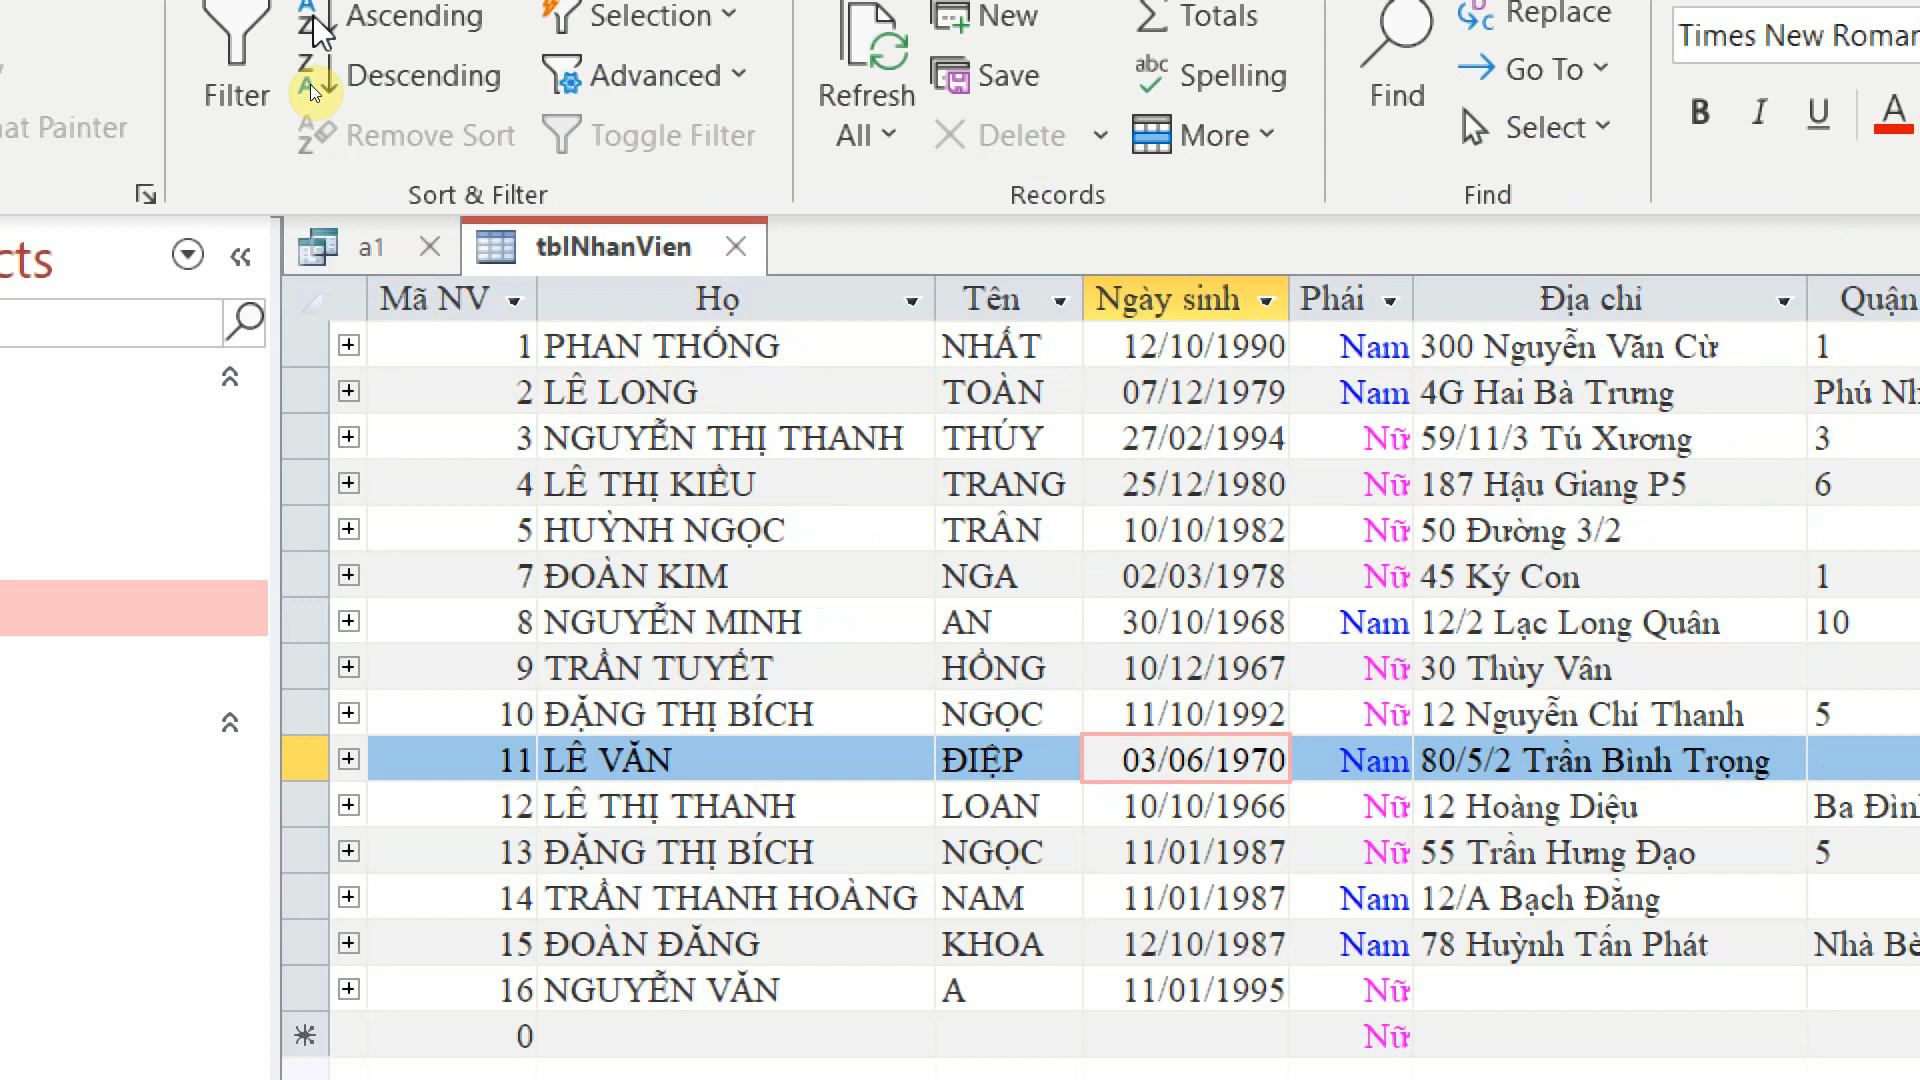 Ascending
Selection
New
Totals
Replace
Times New Roman
Filter
Descending
Advanced
Refresh
All
Save
Spelling
Find
Go To
at Painter
Remove Sort
Toggle Filter
Delete
More
Select
B I U A
Sort & Filter
Records
Find
cts
a1
tblNhanVien
Mã NV Họ Tên Ngày sinh Phái Địa chỉ Quận
1 PHAN THỐNG NHẤT 12/10/1990 Nam 300 Nguyễn Văn Cừ 1
2 LÊ LONG TOÀN 07/12/1979 Nam 4G Hai Bà Trưng Phú Nh
3 NGUYỄN THỊ THANH THÚY 27/02/1994 Nữ 59/11/3 Tú Xương 3
4 LÊ THỊ KIỀU TRANG 25/12/1980 Nữ 187 Hậu Giang P5 6
5 HUỲNH NGỌC TRÂN 10/10/1982 Nữ 50 Đường 3/2
7 ĐOÀN KIM NGA 02/03/1978 Nữ 45 Ký Con 1
8 NGUYỄN MINH AN 30/10/1968 Nam 12/2 Lạc Long Quân 10
9 TRẦN TUYẾT HỒNG 10/12/1967 Nữ 30 Thùy Vân
10 ĐẶNG THỊ BÍCH NGỌC 11/10/1992 Nữ 12 Nguyễn Chí Thanh 5
11 LÊ VĂN ĐIỆP 03/06/1970 Nam 80/5/2 Trần Bình Trọng
12 LÊ THỊ THANH LOAN 10/10/1966 Nữ 12 Hoàng Diệu Ba Đìn
13 ĐẶNG THỊ BÍCH NGỌC 11/01/1987 Nữ 55 Trần Hưng Đạo 5
14 TRẦN THANH HOÀNG NAM 11/01/1987 Nam 12/A Bạch Đằng
15 ĐOÀN ĐĂNG KHOA 12/10/1987 Nam 78 Huỳnh Tấn Phát Nhà Bè
16 NGUYỄN VĂN A 11/01/1995 Nữ
0 Nữ